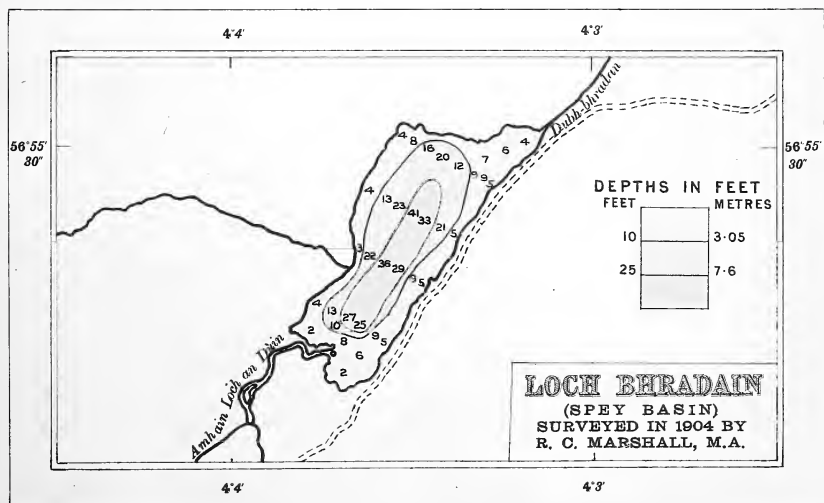 4°4′
4°3′
56°55′
30″
56°55′
30″
Dubh-bhradan
4 8 16 20 12 7 6 4
9 9 5
4 13 23 41 33 21 5
3 22 36 29 9 5
4 13 27 25 9 5
2 10 8 6
2
DEPTHS IN FEET
FEET METRES
10 3·05
25 7·6
Amhain Loch an Dùin
LOCH BHRADAIN
(SPEY BASIN)
SURVEYED IN 1904 BY
R. C. MARSHALL, M.A.
4°4′
4°3′